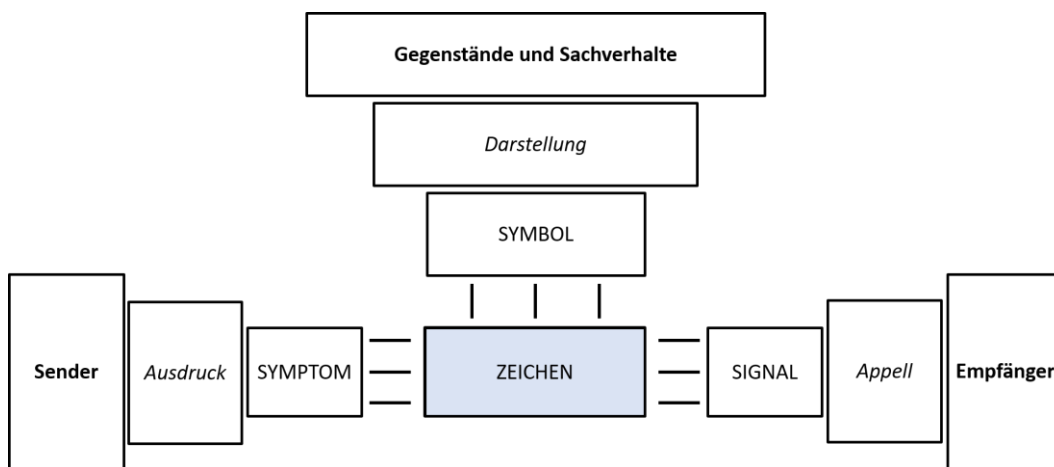 Gegenstände und Sachverhalte
Darstellung
SYMBOL
Sender
Ausdruck
SYMPTOM
ZEICHEN
SIGNAL
Appell
Empfänger